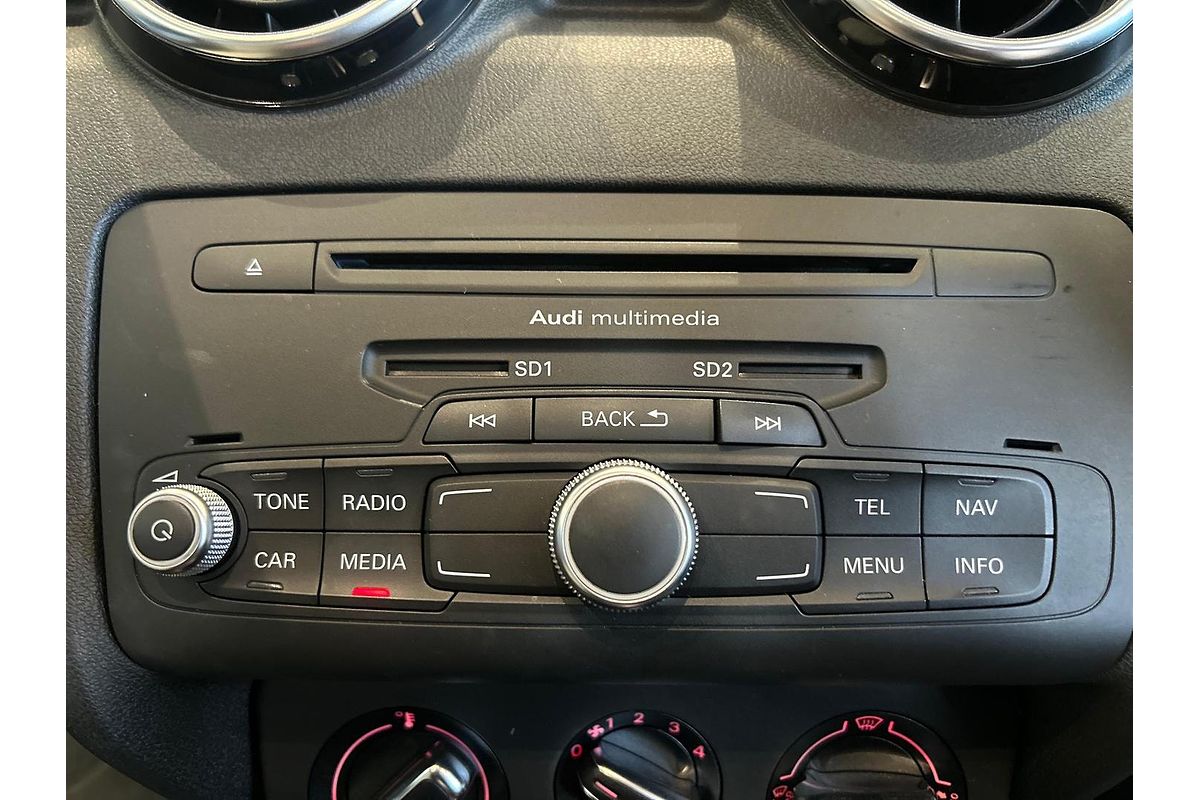 Audi multimedia
SD1 SD2
BACK
TONE RADIO TEL NAV
CAR MEDIA MENU INFO
0 1 2 3 4